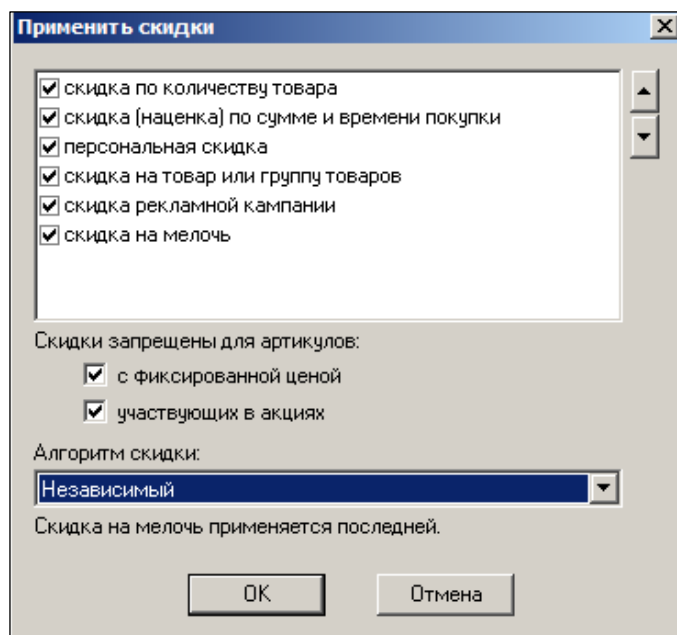 Применить скидки
скидка по количеству товара
скидка (наценка) по сумме и времени покупки
персональная скидка
скидка на товар или группу товаров
скидка рекламной кампании
скидка на мелочь
Скидки запрещены для артикулов:
с фиксированной ценой
участвующих в акциях
Алгоритм скидки:
Независимый
Скидка на мелочь применяется последней.
OK
Отмена